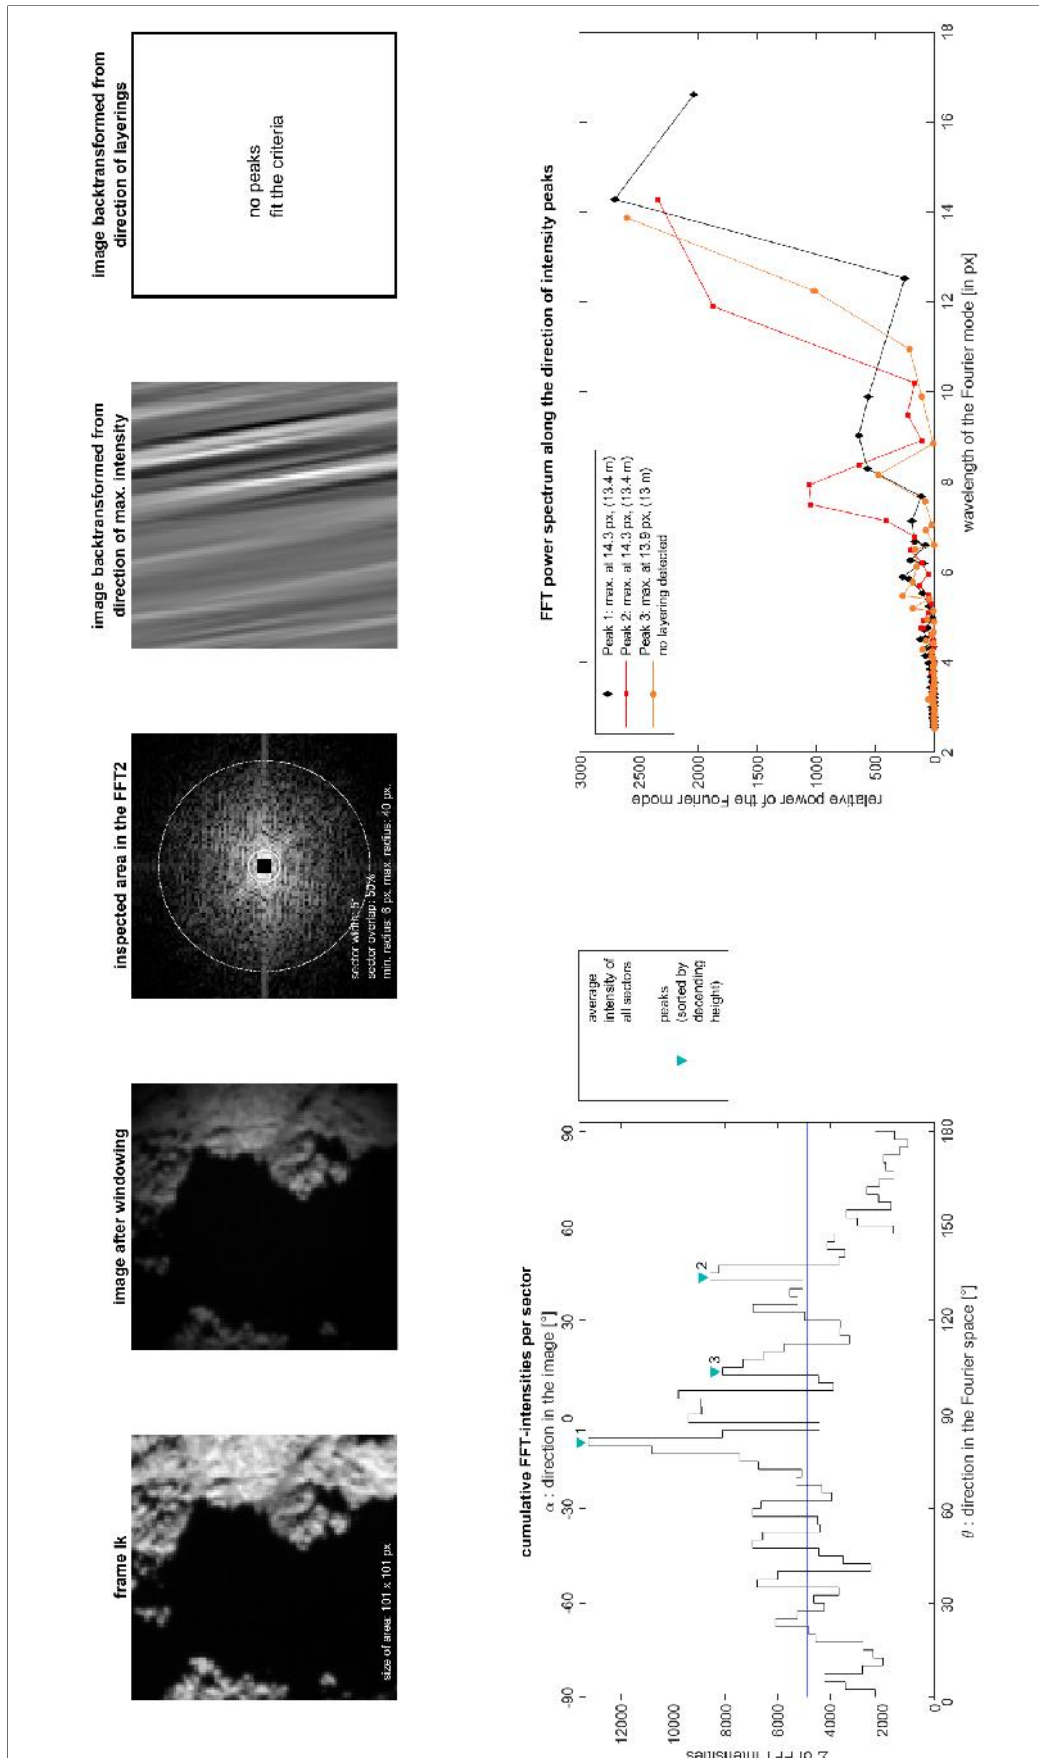 frame Ik
size of area: 101 x 101 px
image after windowing
inspected area in the FFT2
sector width: 5°
sector overlap: 50%
min. radius: 6 px, max. radius: 40 px.
image backtransformed from
direction of max. intensity
image backtransformed from
direction of layerings
no peaks
fit the criteria
cumulative FFT-intensities per sector
α : direction in the image [°]
-90 -60 -30 0 30 60 90
12000
10000
8000
6000
4000
2000
1
3
2
0 30 60 90 120 150 180
θ : direction in the Fourier space [°]
Σ of FFT intensities
average
intensity of
all sectors
peaks
(sorted by
decending
height)
FFT power spectrum along the direction of intensity peaks
3000
2500
2000
1500
1000
500
0
relative power of the Fourier mode
Peak 1: max. at 14.3 px, (13.4 m)
Peak 2: max. at 14.3 px, (13.4 m)
Peak 3: max. at 13.9 px, (13 m)
no layering detected
2 4 6 8 10 12 14 16 18
wavelength of the Fourier mode [in px]